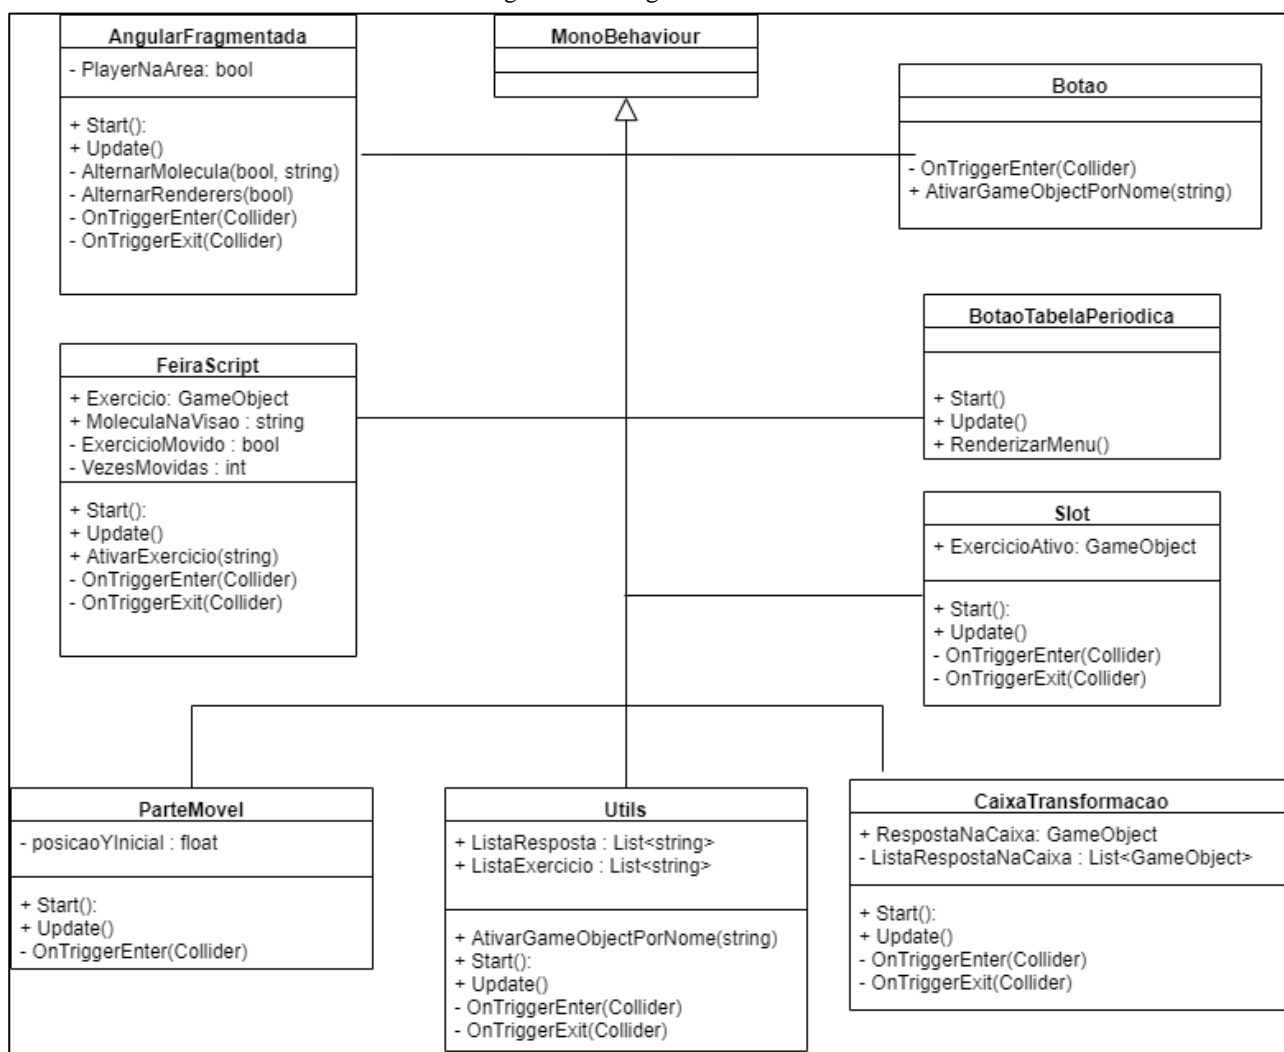 AngularFragmentada
- PlayerNaArea: bool
+ Start():
+ Update()
- AlternarMolecula(bool, string)
- AlternarRenderers(bool)
- OnTriggerEnter(Collider)
- OnTriggerExit(Collider)
MonoBehaviour
Botao
- OnTriggerEnter(Collider)
+ AtivarGameObjectPorNome(string)
FeiraScript
+ Exercicio: GameObject
+ MoleculaNaVisao : string
- ExercicioMovido : bool
- VezesMovidas : int
+ Start():
+ Update()
+ AtivarExercicio(string)
- OnTriggerEnter(Collider)
- OnTriggerExit(Collider)
BotaoTabelaPeriodica
+ Start()
+ Update()
+ RenderizarMenu()
Slot
+ ExercicioAtivo: GameObject
+ Start():
+ Update()
- OnTriggerEnter(Collider)
- OnTriggerExit(Collider)
ParteMovel
- posicaoYInicial : float
+ Start():
+ Update()
- OnTriggerEnter(Collider)
Utils
+ ListaResposta : List<string>
+ ListaExercicio : List<string>
+ AtivarGameObjectPorNome(string)
+ Start():
+ Update()
- OnTriggerEnter(Collider)
- OnTriggerExit(Collider)
CaixaTransformacao
+ RespostaNaCaixa: GameObject
- ListaRespostaNaCaixa : List<GameObject>
+ Start():
+ Update()
- OnTriggerEnter(Collider)
- OnTriggerExit(Collider)